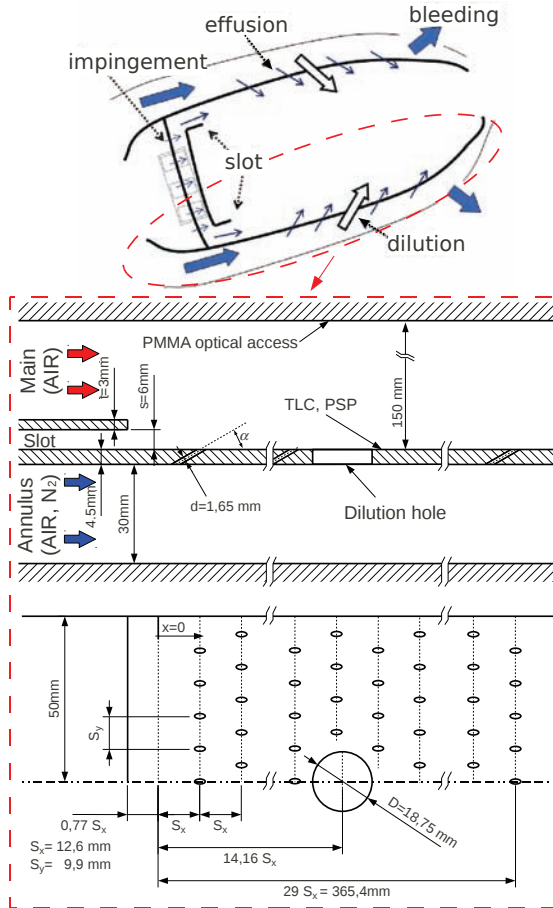 bleeding
effusion
impingement
slot
dilution
PMMA optical access
Main
(AIR)
t=3mm
s=6mm
150 mm
TLC, PSP
Slot
α
Annulus
(AIR, N2)
4.5mm
30mm
d=1,65 mm
Dilution hole
x=0
50mm
Sy
D=18,75 mm
0,77 Sx
Sx
Sx
Sx= 12,6 mm
Sy= 9,9 mm
14,16 Sx
29 Sx = 365,4mm